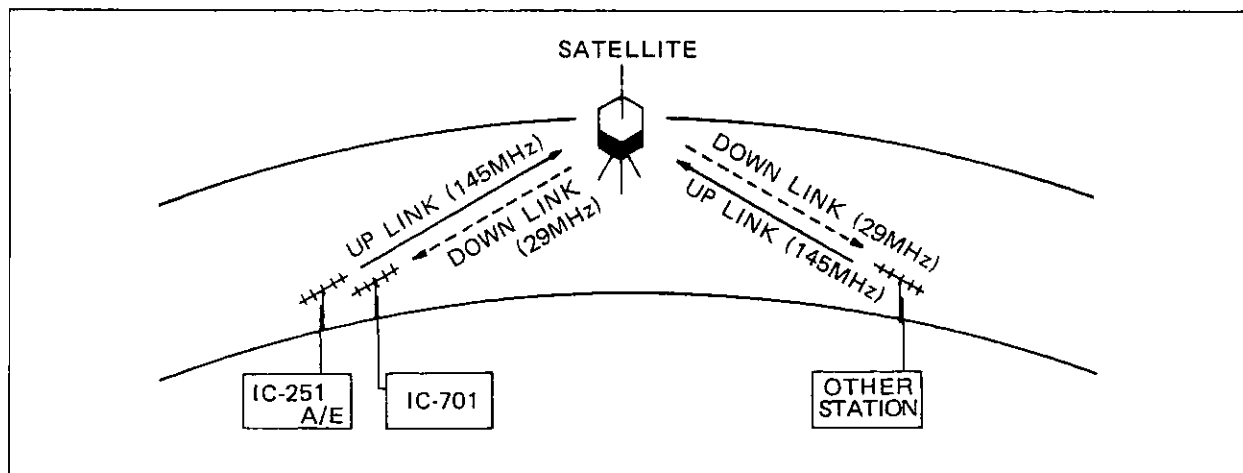 SATELLITE
UP LINK (145MHz)
DOWN LINK
(29MHz)
DOWN LINK (29MHz)
UP LINK (145MHz)
IC-251
A/E
IC-701
OTHER
STATION